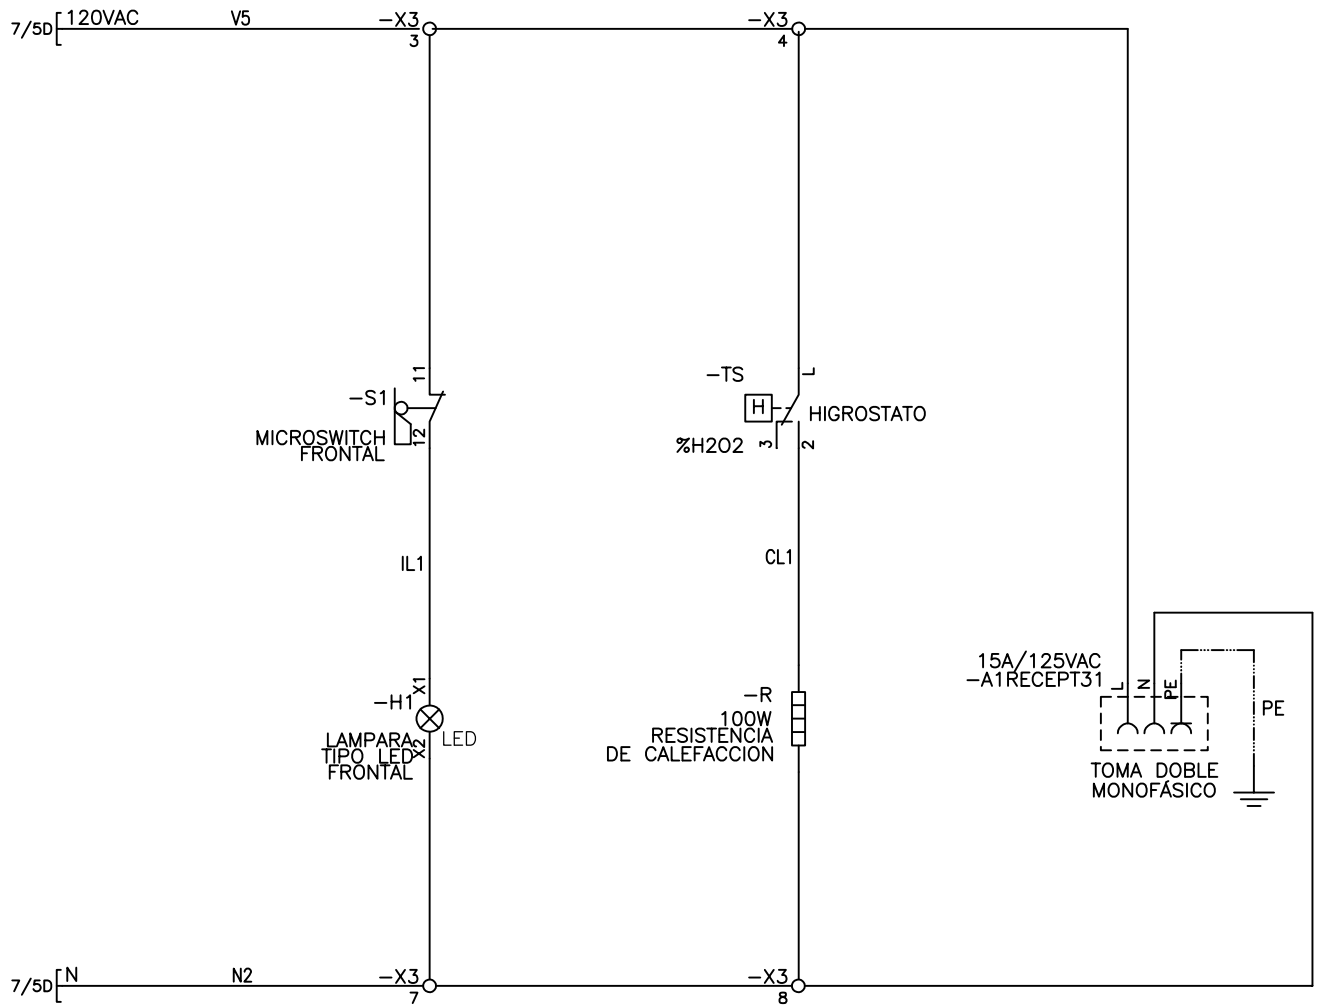 7/5D
120VAC
V5
-X3
3
-X3
4
11
-S1
12
MICROSWITCH
FRONTAL
-TS
L
H
HIGROSTATO
%H2O2
3
2
IL1
CL1
15A/125VAC
-A1RECEPT31
L
N
PE
PE
X1
-H1
LED
X2
LAMPARA
TIPO LED
FRONTAL
-R
100W
RESISTENCIA
DE CALEFACCION
TOMA DOBLE
MONOFÁSICO
7/5D
N
N2
-X3
7
-X3
8